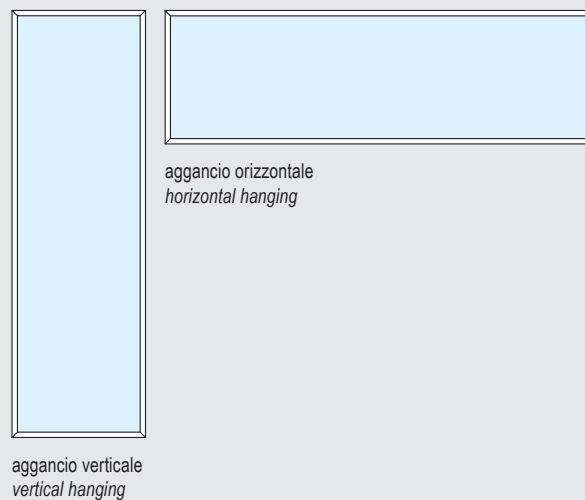 aggancio orizzontale
horizontal hanging
aggancio verticale
vertical hanging